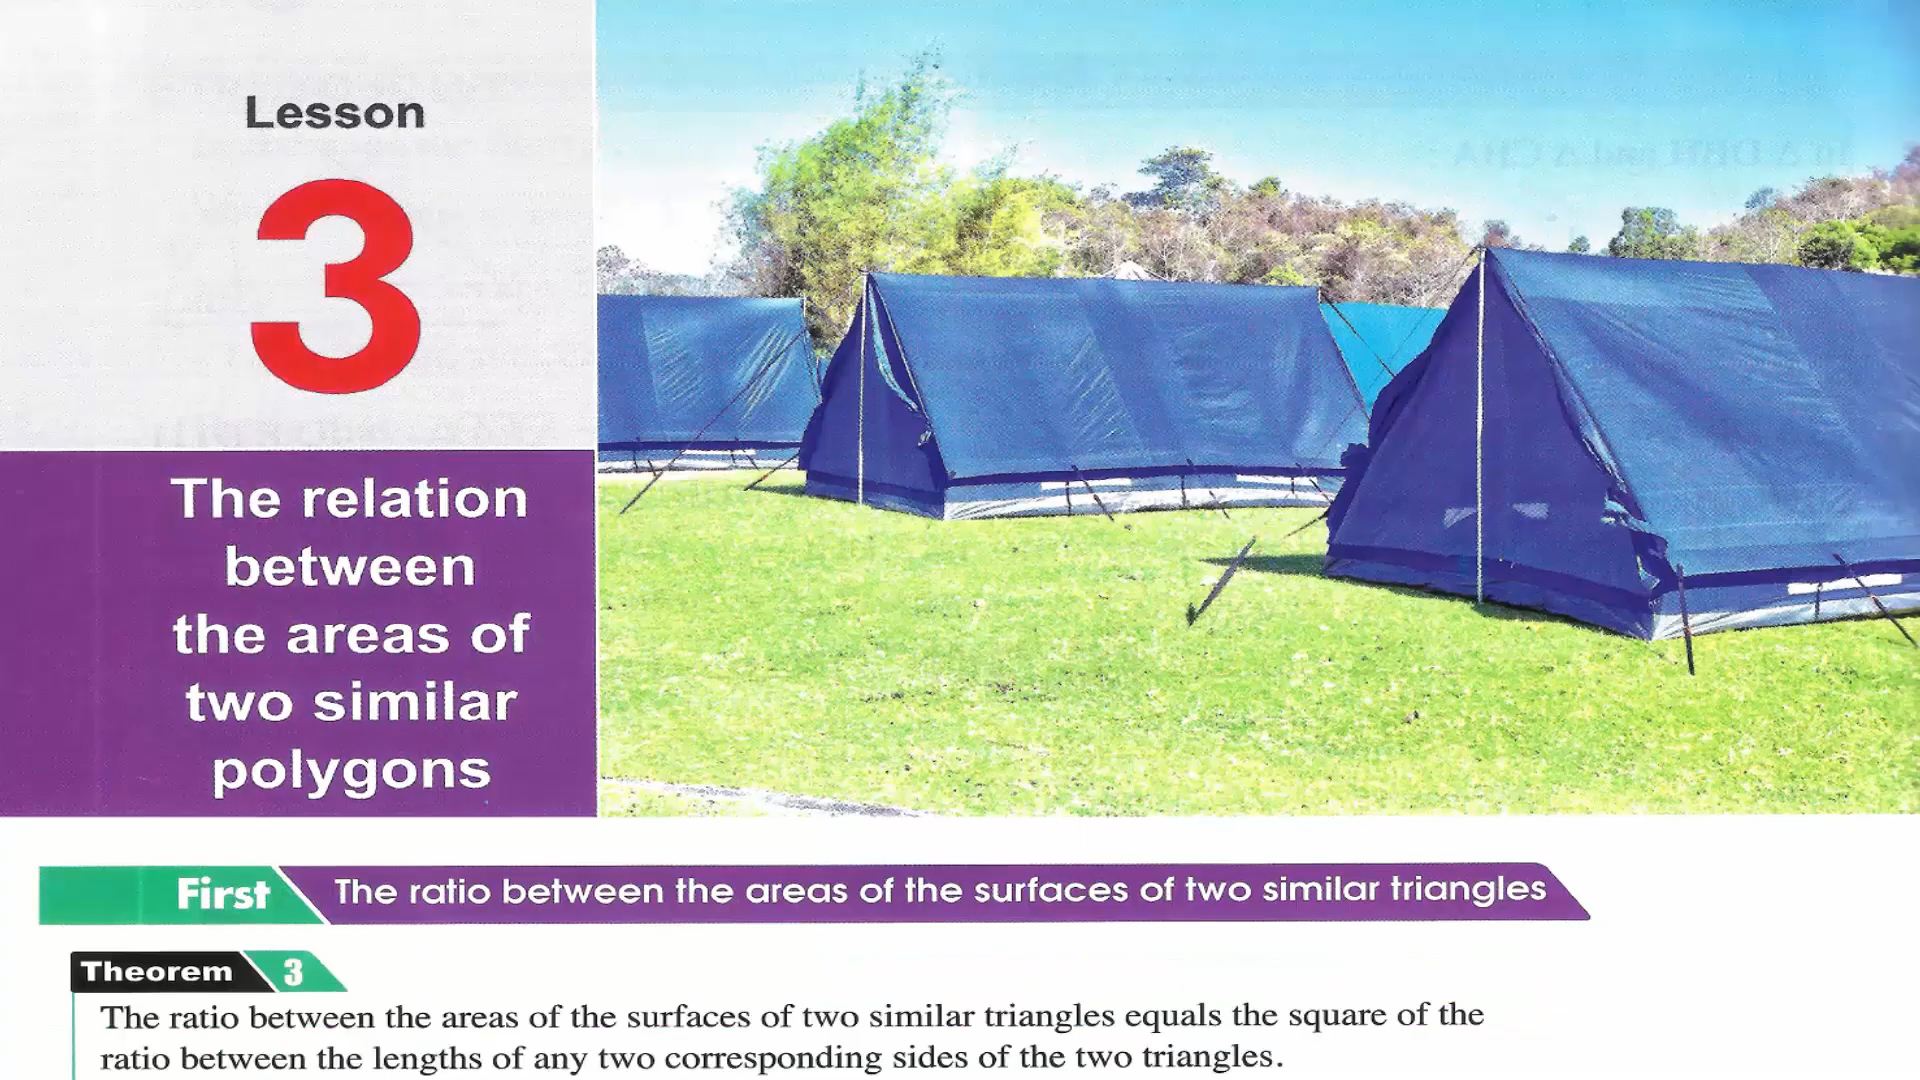 Lesson
3
The relation
between
the areas of
two similar
polygons
First The ratio between the areas of the surfaces of two similar triangles
Theorem 3
The ratio between the areas of the surfaces of two similar triangles equals the square of the
ratio between the lengths of any two corresponding sides of the two triangles.